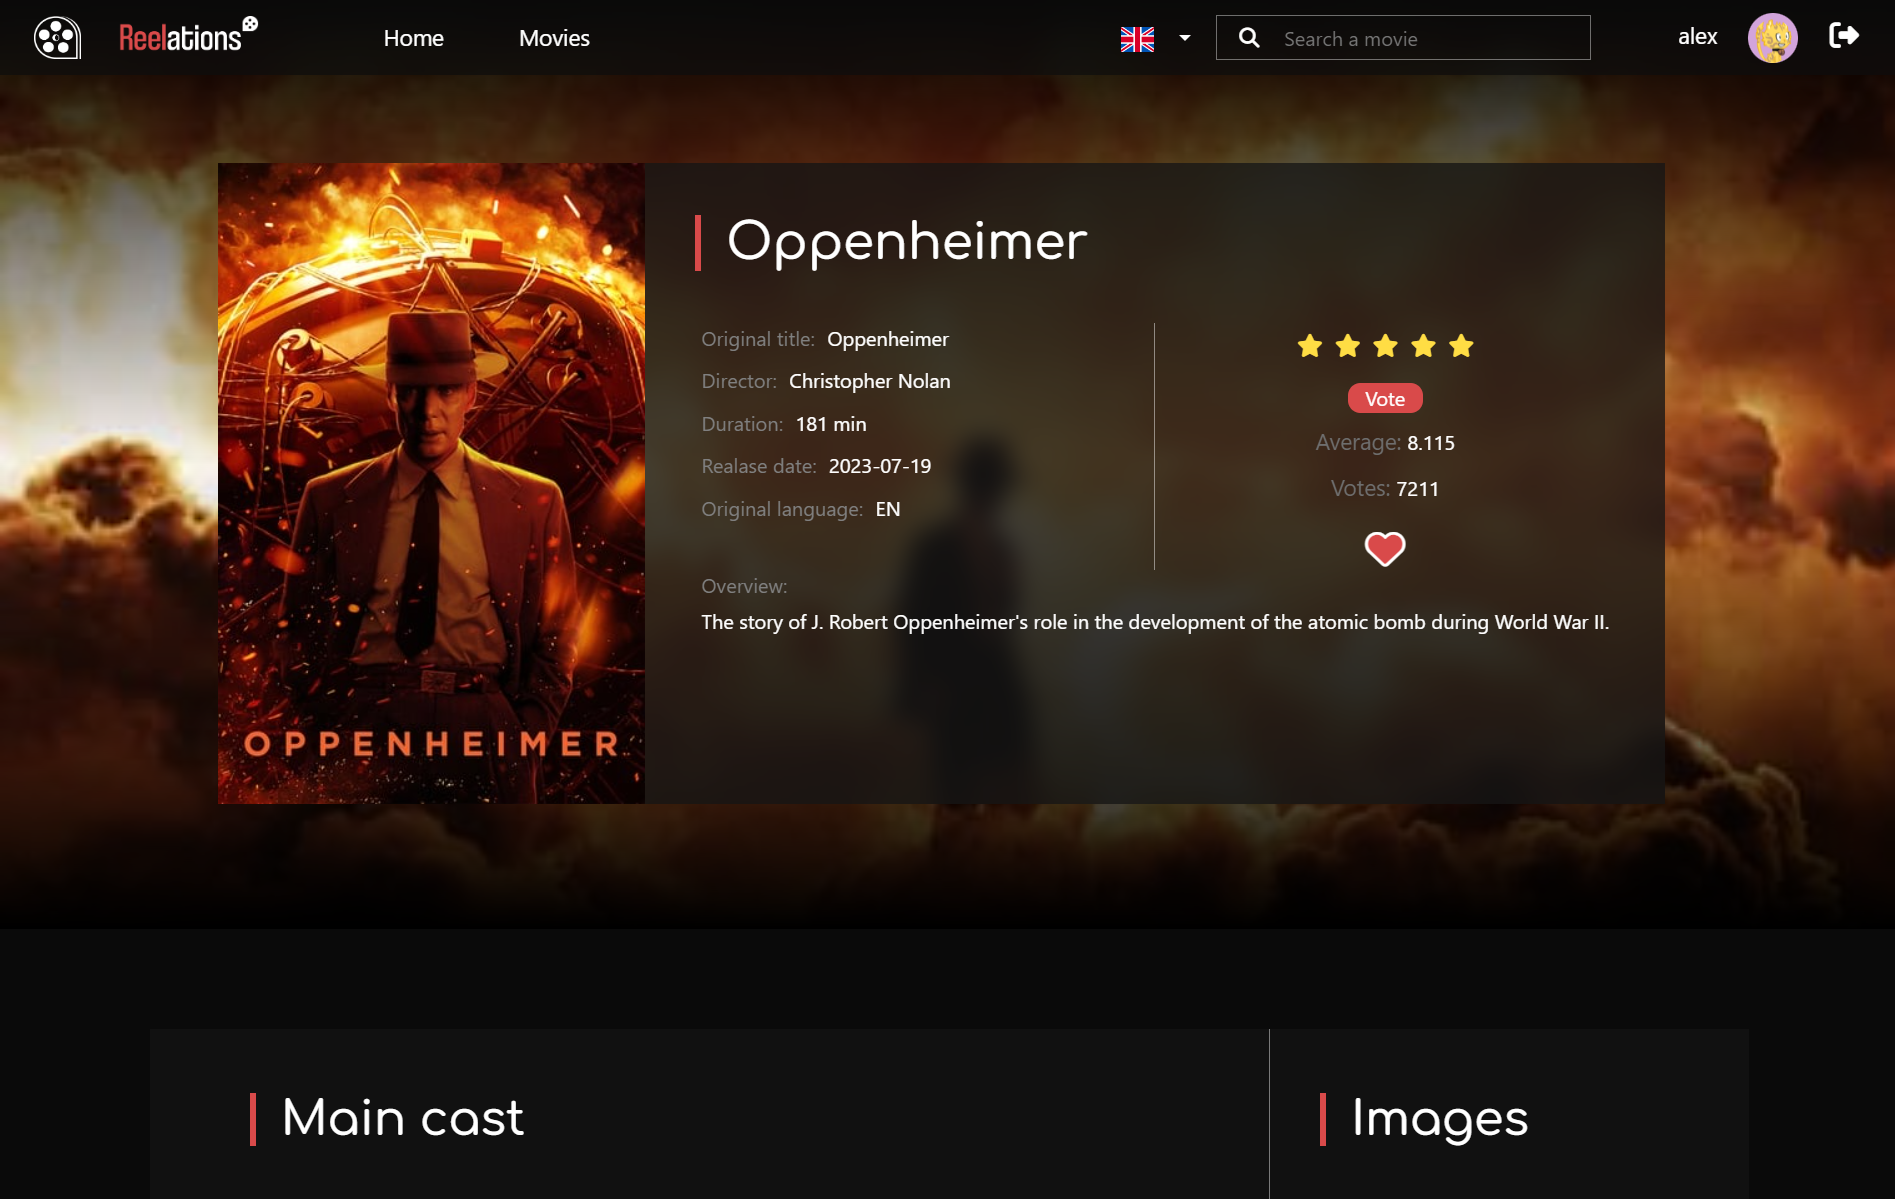 Reelations
Home
Movies
Search a movie
alex
Oppenheimer
Original title: Oppenheimer
Director: Christopher Nolan
Duration: 181 min
Realase date: 2023-07-19
Original language: EN
Vote
Average: 8.115
Votes: 7211
Overview:
The story of J. Robert Oppenheimer's role in the development of the atomic bomb during World War II.
OPPENHEIMER
Main cast
Images